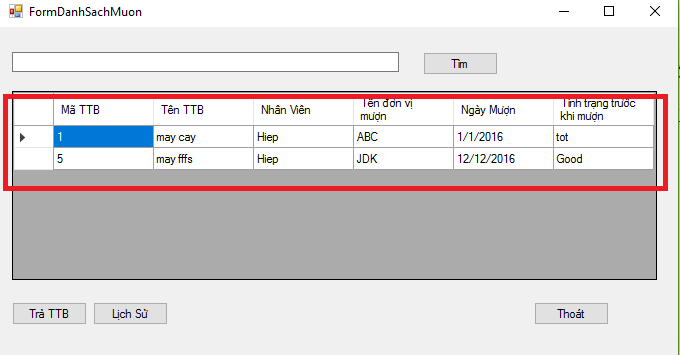 FormDanhSachMuon
Tìm
Mã TTB Tên TTB Nhân Viên Tên đơn vị mượn Ngày Mượn Tình trạng trước khi mượn
1 may cay Hiep ABC 1/1/2016 tot
5 may fffs Hiep JDK 12/12/2016 Good
Trả TTB Lịch Sử Thoát